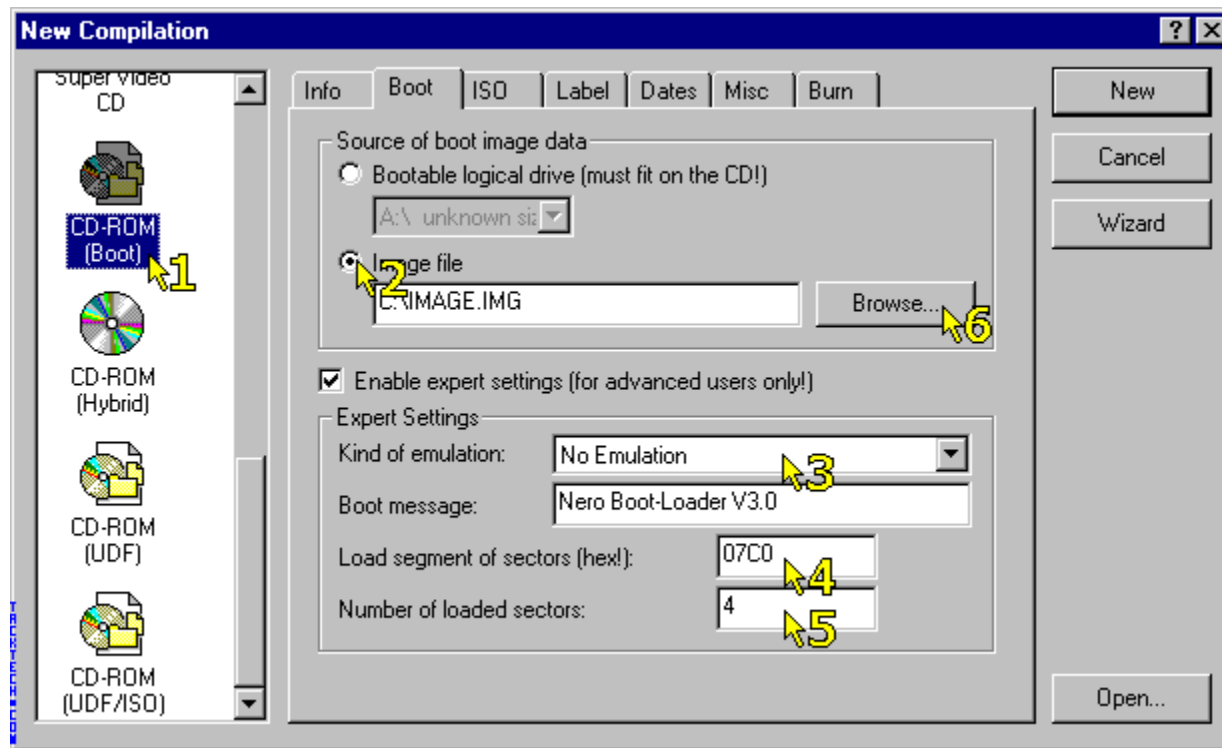 New Compilation
Super Video
CD
CD-ROM
(Boot)
1
CD-ROM
(Hybrid)
CD-ROM
(UDF)
CD-ROM
(UDF/ISO)
Info Boot ISO Label Dates Misc Burn
Source of boot image data
Bootable logical drive (must fit on the CD!)
A:\ unknown siz
Image file
2
C:\IMAGE.IMG
Browse...
6
Enable expert settings (for advanced users only!)
Expert Settings
Kind of emulation: No Emulation
3
Boot message: Nero Boot-Loader V3.0
Load segment of sectors (hex!): 07C0
4
Number of loaded sectors: 4
5
New
Cancel
Wizard
Open...